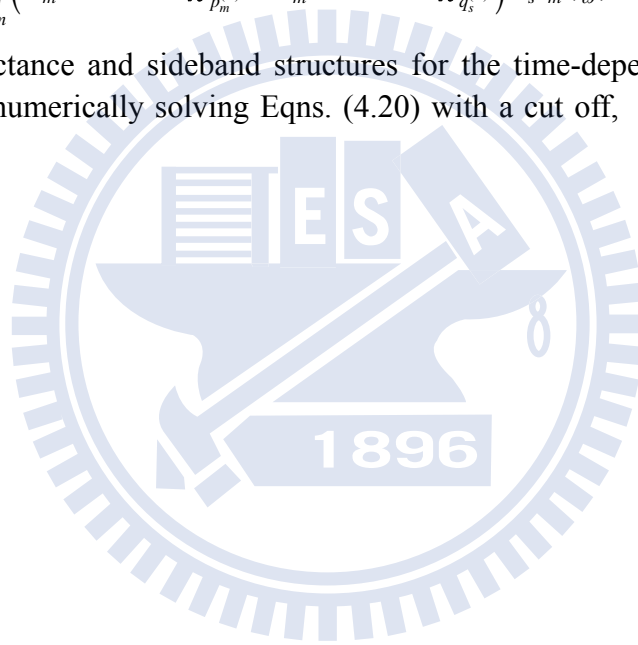 ctance and sideband structures for the time-depe
numerically solving Eqns. (4.20) with a cut off,
E S A
1896